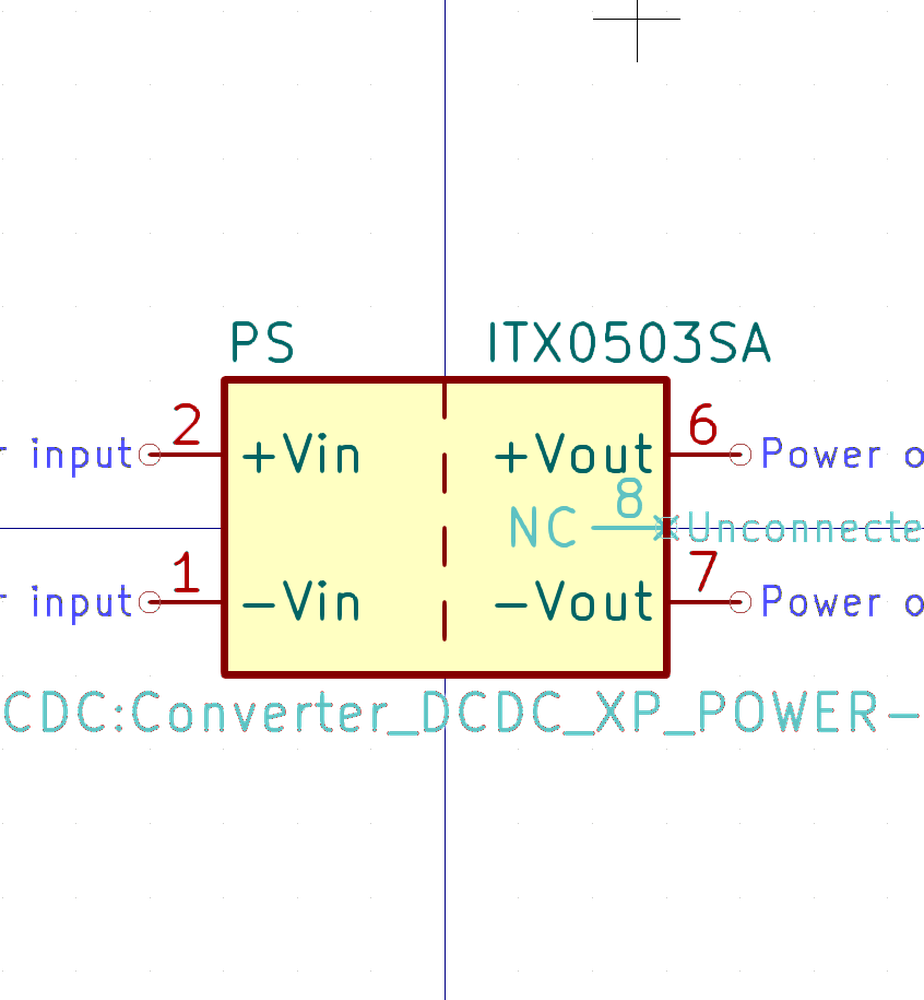 PS ITX0503SA
r input 2 +Vin +Vout 6 Power o
NC 8 Unconnecte
r input 1 -Vin -Vout 7 Power o
CDC:Converter_DCDC_XP_POWER-